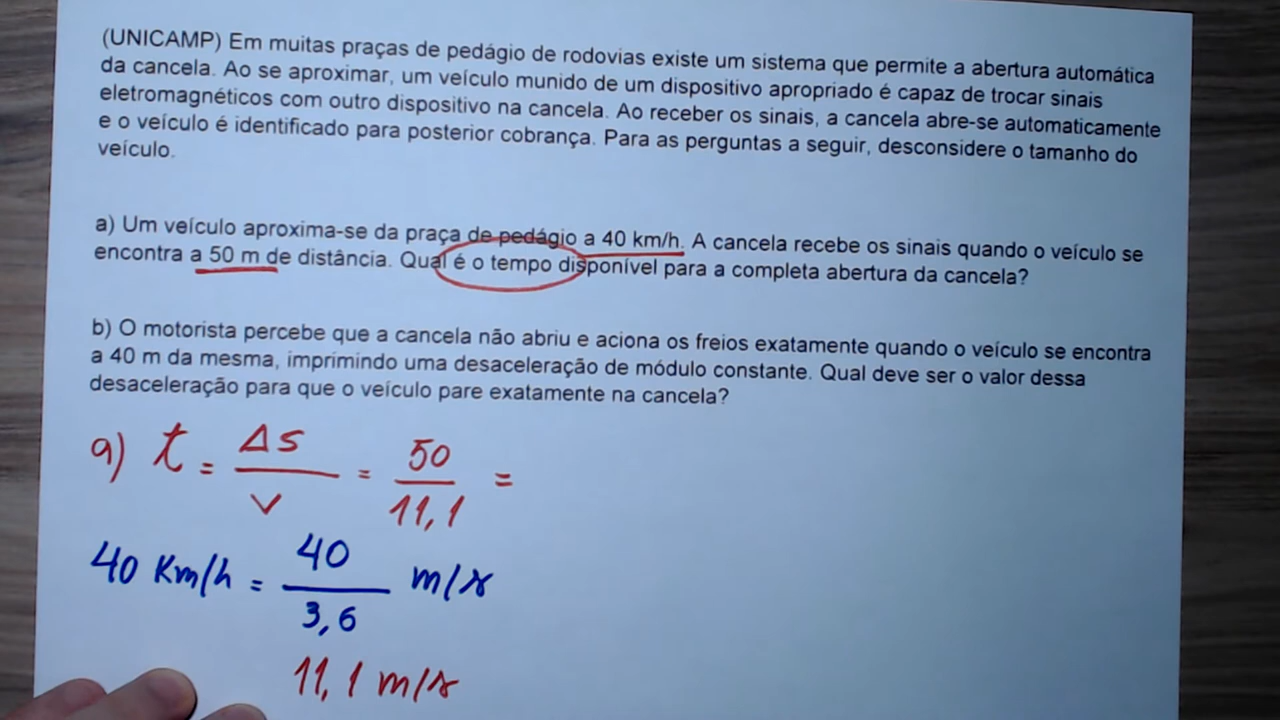 (UNICAMP) Em muitas praças de pedágio de rodovias existe um sistema que permite a abertura automática
da cancela. Ao se aproximar, um veículo munido de um dispositivo apropriado é capaz de trocar sinais
eletromagnéticos com outro dispositivo na cancela. Ao receber os sinais, a cancela abre-se automaticamente
e o veículo é identificado para posterior cobrança. Para as perguntas a seguir, desconsidere o tamanho do
veículo.
a) Um veículo aproxima-se da praça de pedágio a 40 km/h. A cancela recebe os sinais quando o veículo se
encontra a 50 m de distância. Qual é o tempo disponível para a completa abertura da cancela?
b) O motorista percebe que a cancela não abriu e aciona os freios exatamente quando o veículo se encontra
a 40 m da mesma, imprimindo uma desaceleração de módulo constante. Qual deve ser o valor dessa
desaceleração para que o veículo pare exatamente na cancela?
a) t = ΔS / V = 50 / 11,1 =
40 Km/h = 40 / 3,6 m/s
11,1 m/s